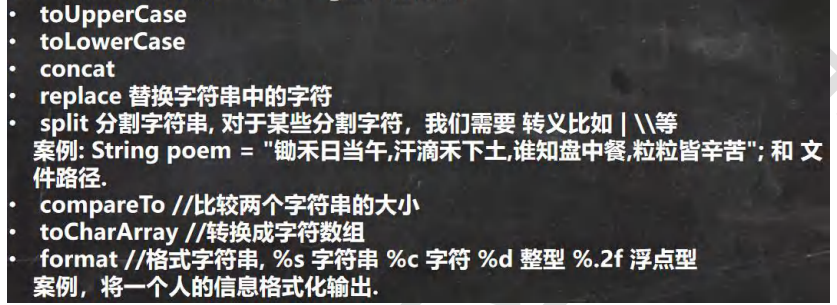 • toUpperCase
• toLowerCase
• concat
• replace 替换字符串中的字符
• split 分割字符串, 对于某些分割字符，我们需要 转义比如 | \\等
案例: String poem = "锄禾日当午,汗滴禾下土,谁知盘中餐,粒粒皆辛苦"; 和 文
件路径.
• compareTo //比较两个字符串的大小
• toCharArray //转换成字符数组
• format //格式字符串, %s 字符串 %c 字符 %d 整型 %.2f 浮点型
案例，将一个人的信息格式化输出.